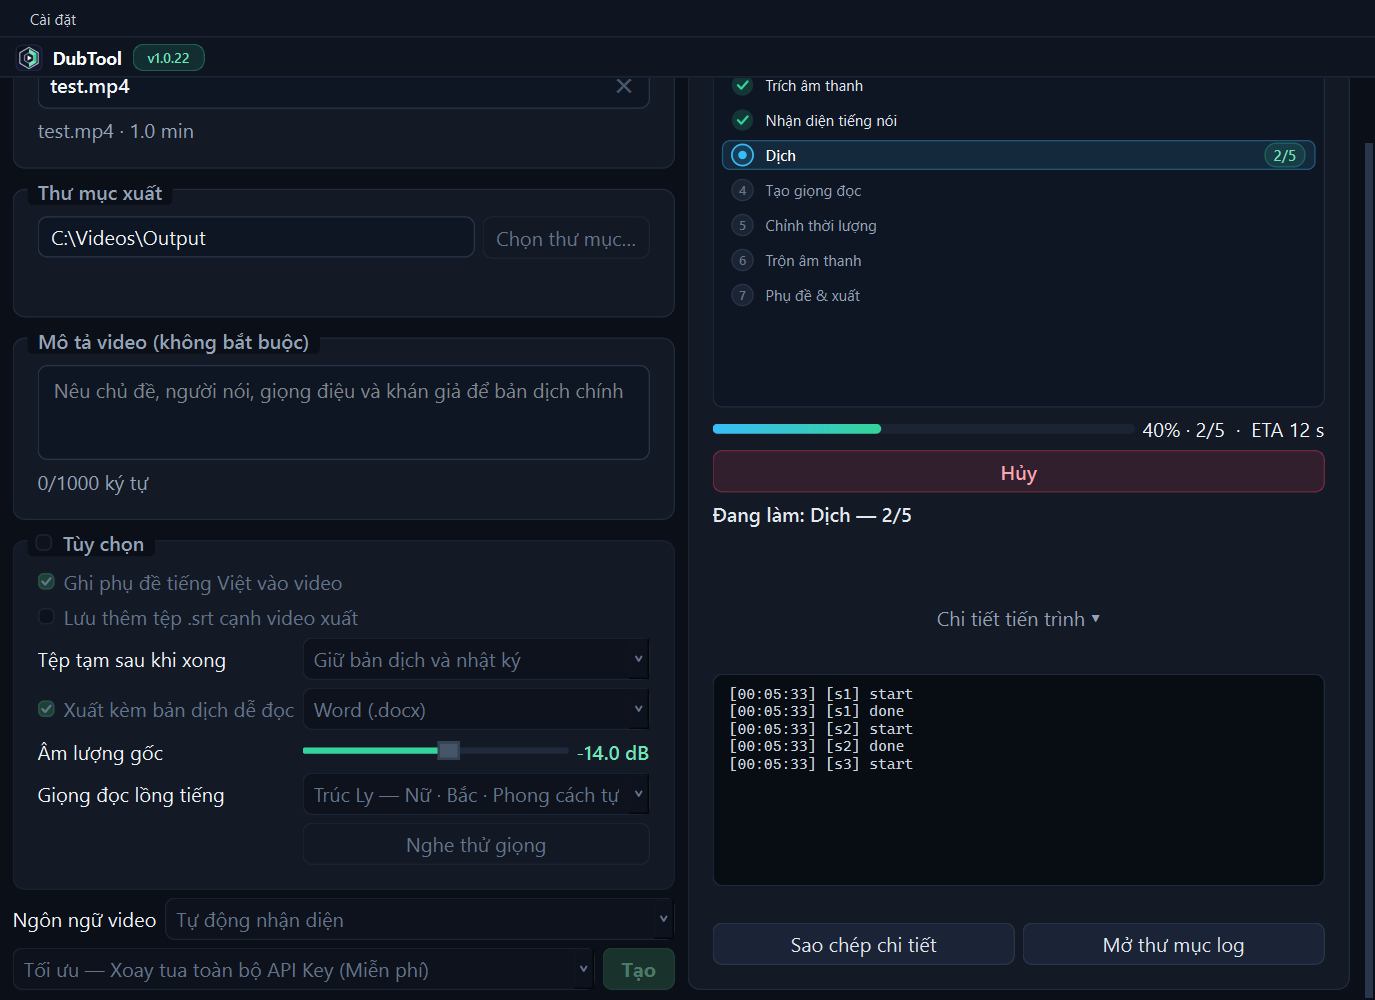 Cài đặt
DubTool v1.0.22
test.mp4
test.mp4 · 1.0 min
Thư mục xuất
C:\Videos\Output
Chọn thư mục...
Mô tả video (không bắt buộc)
Nêu chủ đề, người nói, giọng điệu và khán giả để bản dịch chính
0/1000 ký tự
Tùy chọn
Ghi phụ đề tiếng Việt vào video
Lưu thêm tệp .srt cạnh video xuất
Tệp tạm sau khi xong
Giữ bản dịch và nhật ký
Xuất kèm bản dịch dễ đọc
Word (.docx)
Âm lượng gốc
-14.0 dB
Giọng đọc lồng tiếng
Trúc Ly — Nữ · Bắc · Phong cách tự
Nghe thử giọng
Ngôn ngữ video
Tự động nhận diện
Tối ưu — Xoay tua toàn bộ API Key (Miễn phí)
Tạo
Trích âm thanh
Nhận diện tiếng nói
Dịch
2/5
4 Tạo giọng đọc
5 Chỉnh thời lượng
6 Trộn âm thanh
7 Phụ đề & xuất
40% · 2/5 · ETA 12 s
Hủy
Đang làm: Dịch — 2/5
Chi tiết tiến trình ▾
[00:05:33] [s1] start
[00:05:33] [s1] done
[00:05:33] [s2] start
[00:05:33] [s2] done
[00:05:33] [s3] start
Sao chép chi tiết
Mở thư mục log